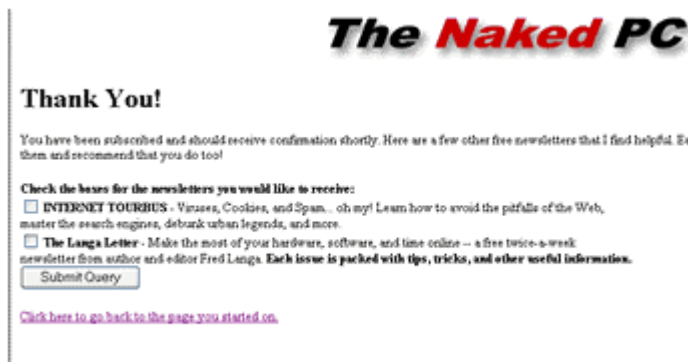 The Naked PC
Thank You!
You have been subscribed and should receive confirmation shortly. Here are a few other free newsletters that I find helpful.
them and recommend that you do too!
Check the boxes for the newsletters you would like to receive:
INTERNET TOURBUS - Viruses, Cookies, and Spam... oh my! Learn how to avoid the pitfalls of the Web,
master the search engines, debunk urban legends, and more.
The Langa Letter - Make the most of your hardware, software, and time online -- a free twice-a-week
newsletter from author and editor Fred Langa. Each issue is packed with tips, tricks, and other useful information.
Submit Query
Click here to go back to the page you started on.